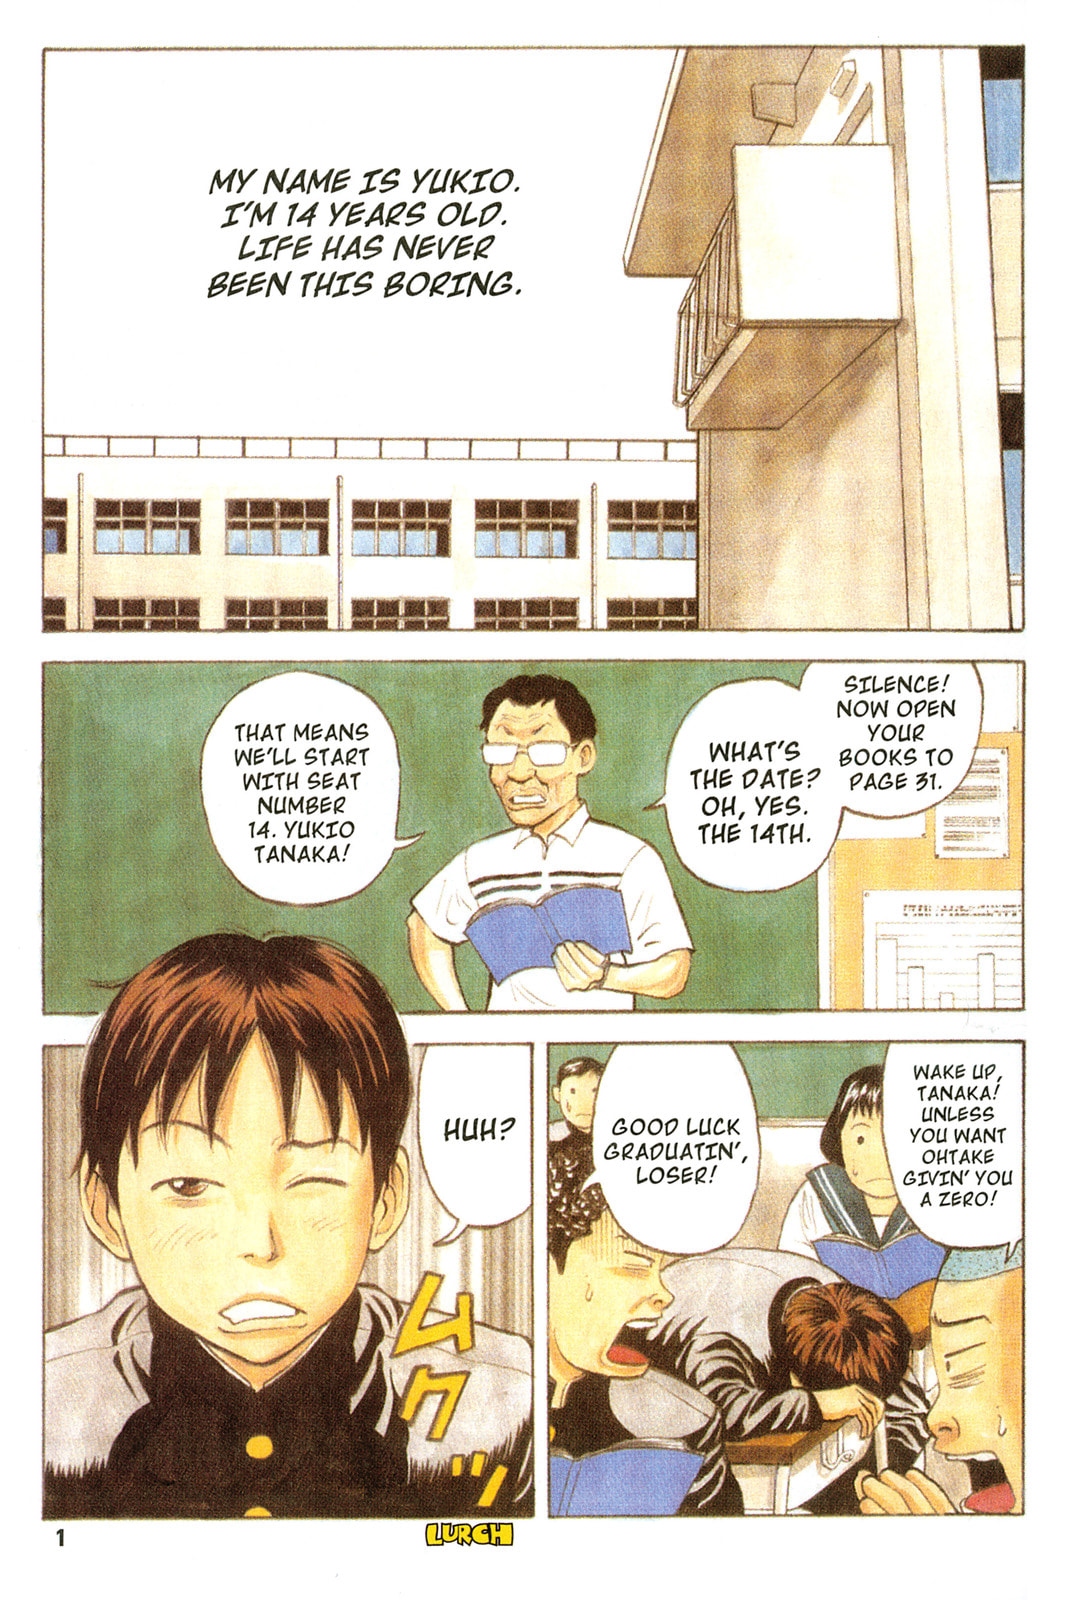 MY NAME IS YUKIO.
I'M 14 YEARS OLD.
LIFE HAS NEVER
BEEN THIS BORING.
SILENCE!
NOW OPEN
YOUR
BOOKS TO
PAGE 31.
WHAT'S
THE DATE?
OH, YES.
THE 14TH.
THAT MEANS
WE'LL START
WITH SEAT
NUMBER
14. YUKIO
TANAKA!
WAKE UP,
TANAKA!
UNLESS
YOU WANT
OHTAKE
GIVIN' YOU
A ZERO!
GOOD LUCK
GRADUATIN',
LOSER!
HUH?
ムクッ
LURCH
1